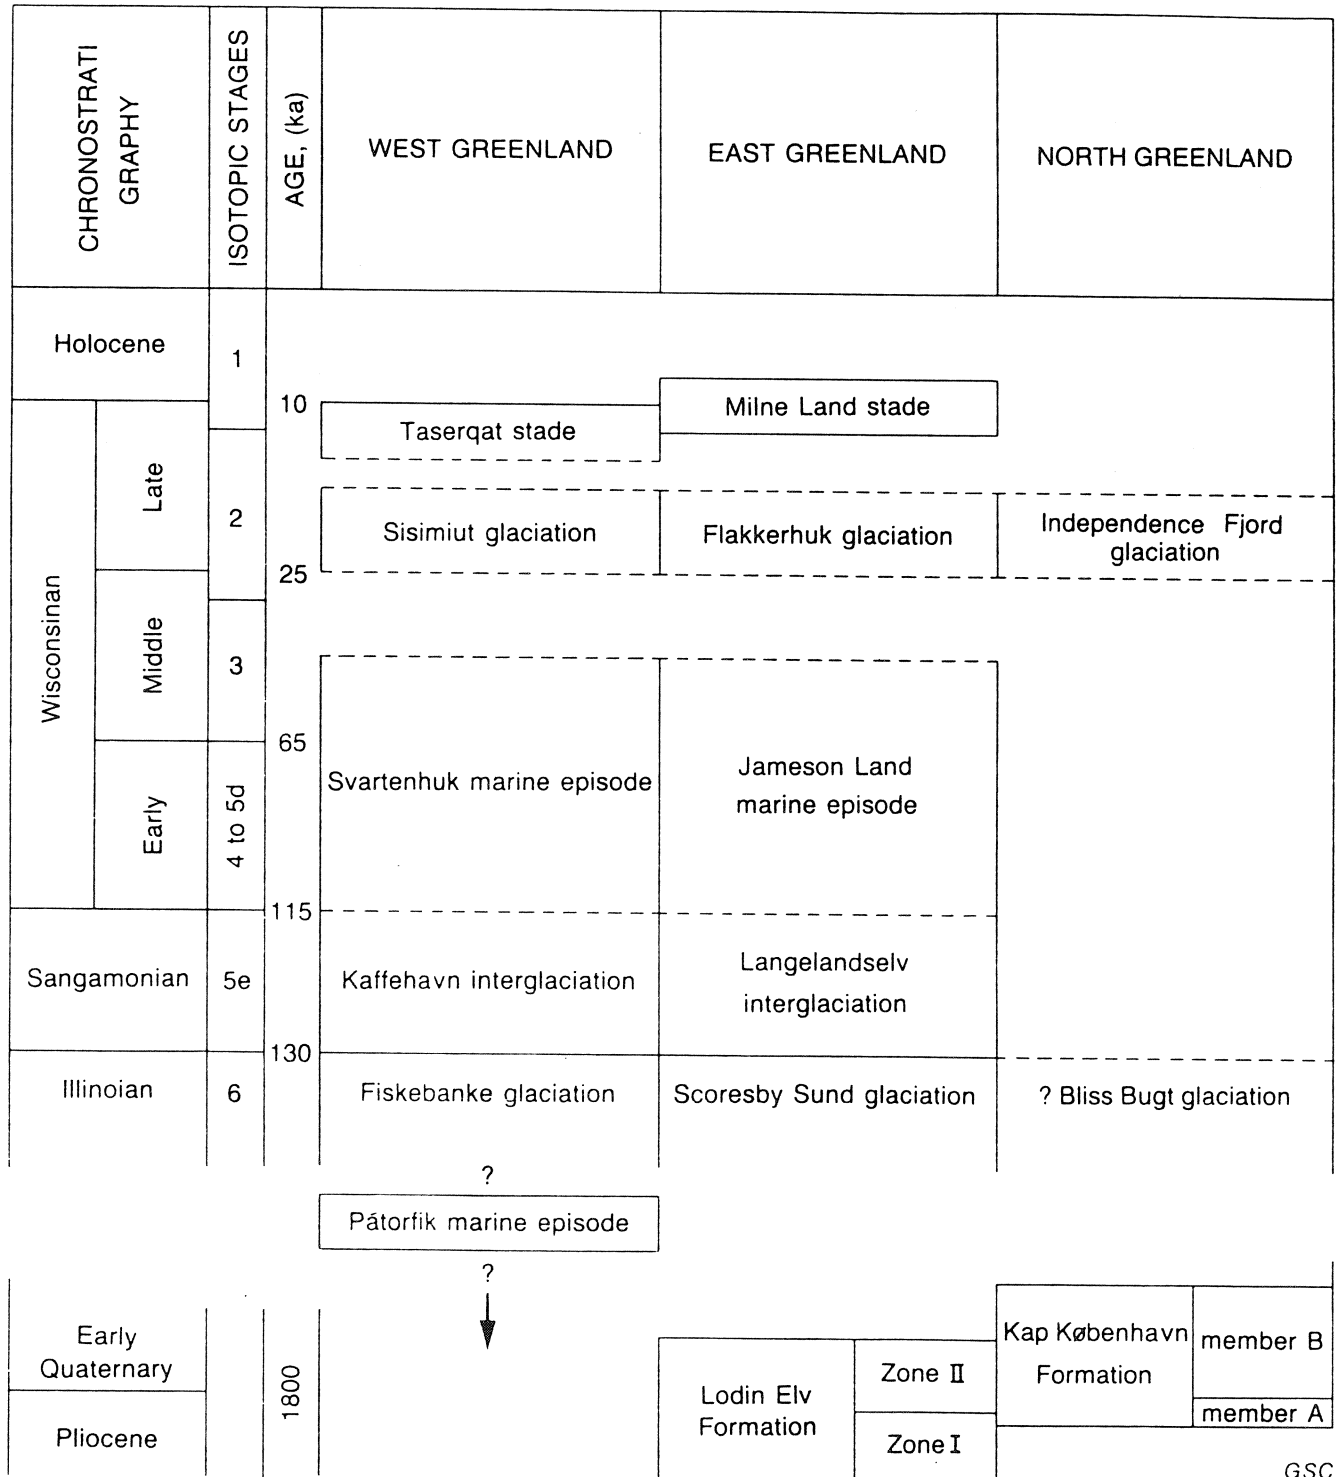 CHRONOSTRATI
GRAPHY
ISOTOPIC STAGES
AGE, (ka)
WEST GREENLAND
EAST GREENLAND
NORTH GREENLAND
Holocene
1
10
Milne Land stade
Taserqat stade
Wisconsinan
Late
2
Sisimiut glaciation
Flakkerhuk glaciation
Independence Fjord
glaciation
25
Middle
3
65
Early
4 to 5d
Svartenhuk marine episode
Jameson Land
marine episode
115
Sangamonian
5e
Kaffehavn interglaciation
Langelandselv
interglaciation
130
Illinoian
6
Fiskebanke glaciation
Scoresby Sund glaciation
? Bliss Bugt glaciation
?
Pátorfik marine episode
?
Early
Quaternary
Pliocene
1800
Lodin Elv
Formation
Zone II
Zone I
Kap København
Formation
member B
member A
GSC